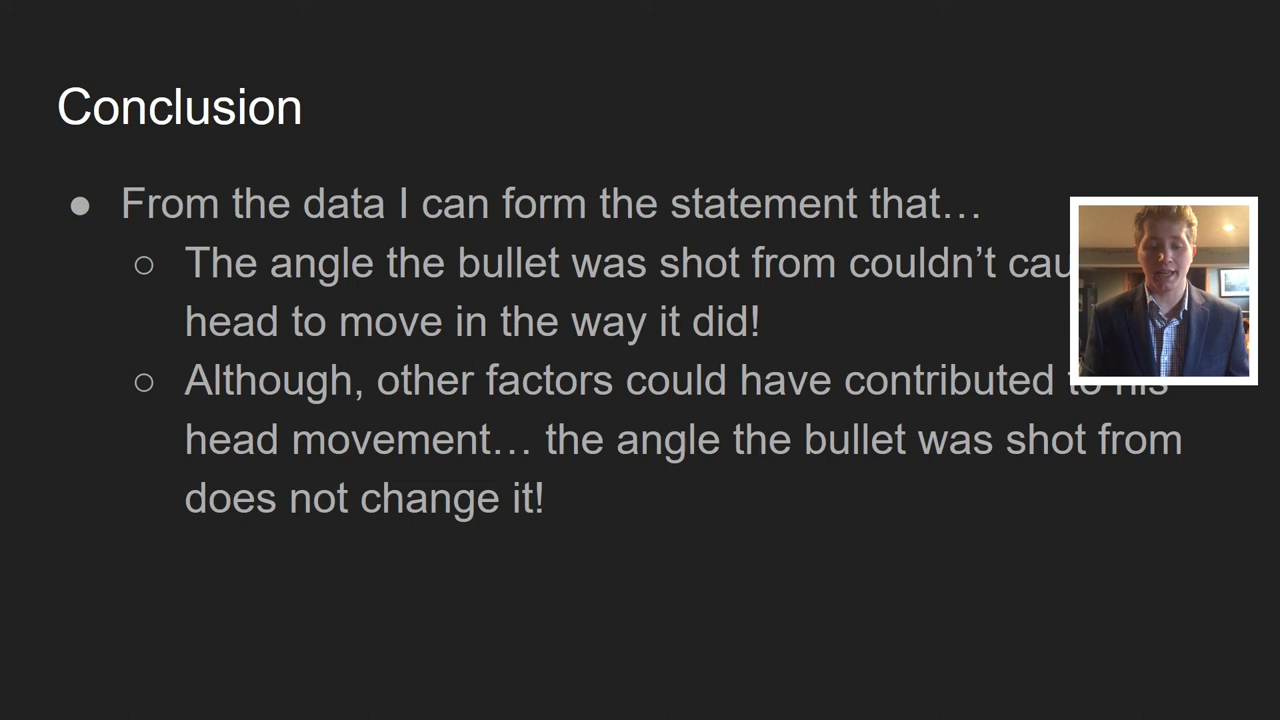 Conclusion
● From the data I can form the statement that…
○ The angle the bullet was shot from couldn’t
head to move in the way it did!
○ Although, other factors could have contributed to his
head movement… the angle the bullet was shot from
does not change it!